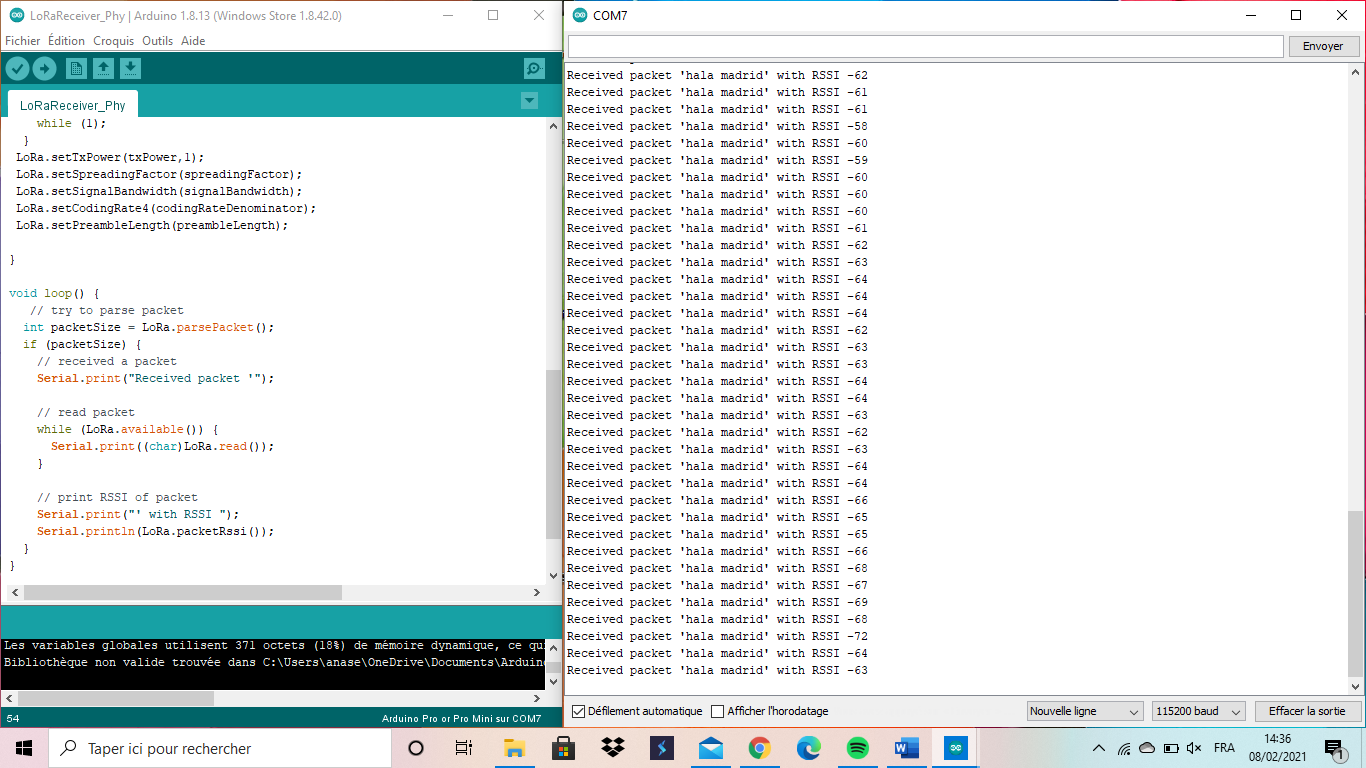 LoRaReceiver_Phy | Arduino 1.8.13 (Windows Store 1.8.42.0)
Fichier Édition Croquis Outils Aide
LoRaReceiver_Phy
while (1);
}
LoRa.setTxPower(txPower,1);
LoRa.setSpreadingFactor(spreadingFactor);
LoRa.setSignalBandwidth(signalBandwidth);
LoRa.setCodingRate4(codingRateDenominator);
LoRa.setPreambleLength(preambleLength);
}
void loop() {
// try to parse packet
int packetSize = LoRa.parsePacket();
if (packetSize) {
// received a packet
Serial.print("Received packet '");
// read packet
while (LoRa.available()) {
Serial.print((char)LoRa.read());
}
// print RSSI of packet
Serial.print("' with RSSI ");
Serial.println(LoRa.packetRssi());
}
}
Les variables globales utilisent 371 octets (18%) de mémoire dynamique, ce qui
Bibliothèque non valide trouvée dans C:\Users\anase\OneDrive\Documents\Arduino
54
Arduino Pro or Pro Mini sur COM7
COM7
Envoyer
Received packet 'hala madrid' with RSSI -62
Received packet 'hala madrid' with RSSI -61
Received packet 'hala madrid' with RSSI -61
Received packet 'hala madrid' with RSSI -58
Received packet 'hala madrid' with RSSI -60
Received packet 'hala madrid' with RSSI -59
Received packet 'hala madrid' with RSSI -60
Received packet 'hala madrid' with RSSI -60
Received packet 'hala madrid' with RSSI -60
Received packet 'hala madrid' with RSSI -61
Received packet 'hala madrid' with RSSI -62
Received packet 'hala madrid' with RSSI -63
Received packet 'hala madrid' with RSSI -64
Received packet 'hala madrid' with RSSI -64
Received packet 'hala madrid' with RSSI -64
Received packet 'hala madrid' with RSSI -62
Received packet 'hala madrid' with RSSI -63
Received packet 'hala madrid' with RSSI -63
Received packet 'hala madrid' with RSSI -64
Received packet 'hala madrid' with RSSI -64
Received packet 'hala madrid' with RSSI -63
Received packet 'hala madrid' with RSSI -62
Received packet 'hala madrid' with RSSI -63
Received packet 'hala madrid' with RSSI -64
Received packet 'hala madrid' with RSSI -64
Received packet 'hala madrid' with RSSI -66
Received packet 'hala madrid' with RSSI -65
Received packet 'hala madrid' with RSSI -65
Received packet 'hala madrid' with RSSI -66
Received packet 'hala madrid' with RSSI -68
Received packet 'hala madrid' with RSSI -67
Received packet 'hala madrid' with RSSI -69
Received packet 'hala madrid' with RSSI -68
Received packet 'hala madrid' with RSSI -72
Received packet 'hala madrid' with RSSI -64
Received packet 'hala madrid' with RSSI -63
Défilement automatique
Afficher l'horodatage
Nouvelle ligne
115200 baud
Effacer la sortie
Taper ici pour rechercher
FRA
14:36
08/02/2021
1